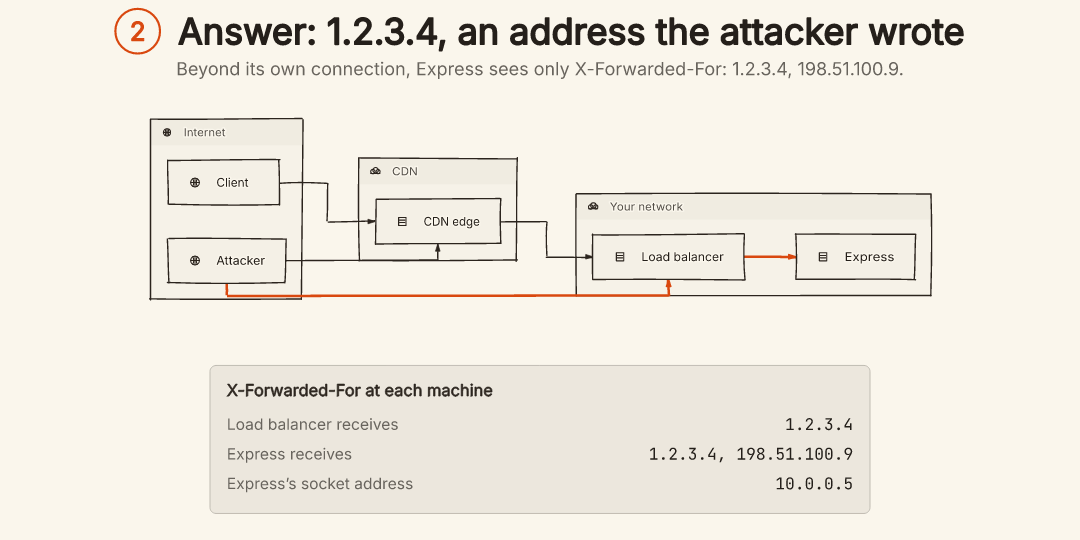 2
Answer: 1.2.3.4, an address the attacker wrote
Beyond its own connection, Express sees only X-Forwarded-For: 1.2.3.4, 198.51.100.9.
Internet
Client
Attacker
CDN
CDN edge
Your network
Load balancer
Express
X-Forwarded-For at each machine
Load balancer receives 1.2.3.4
Express receives 1.2.3.4, 198.51.100.9
Express's socket address 10.0.0.5